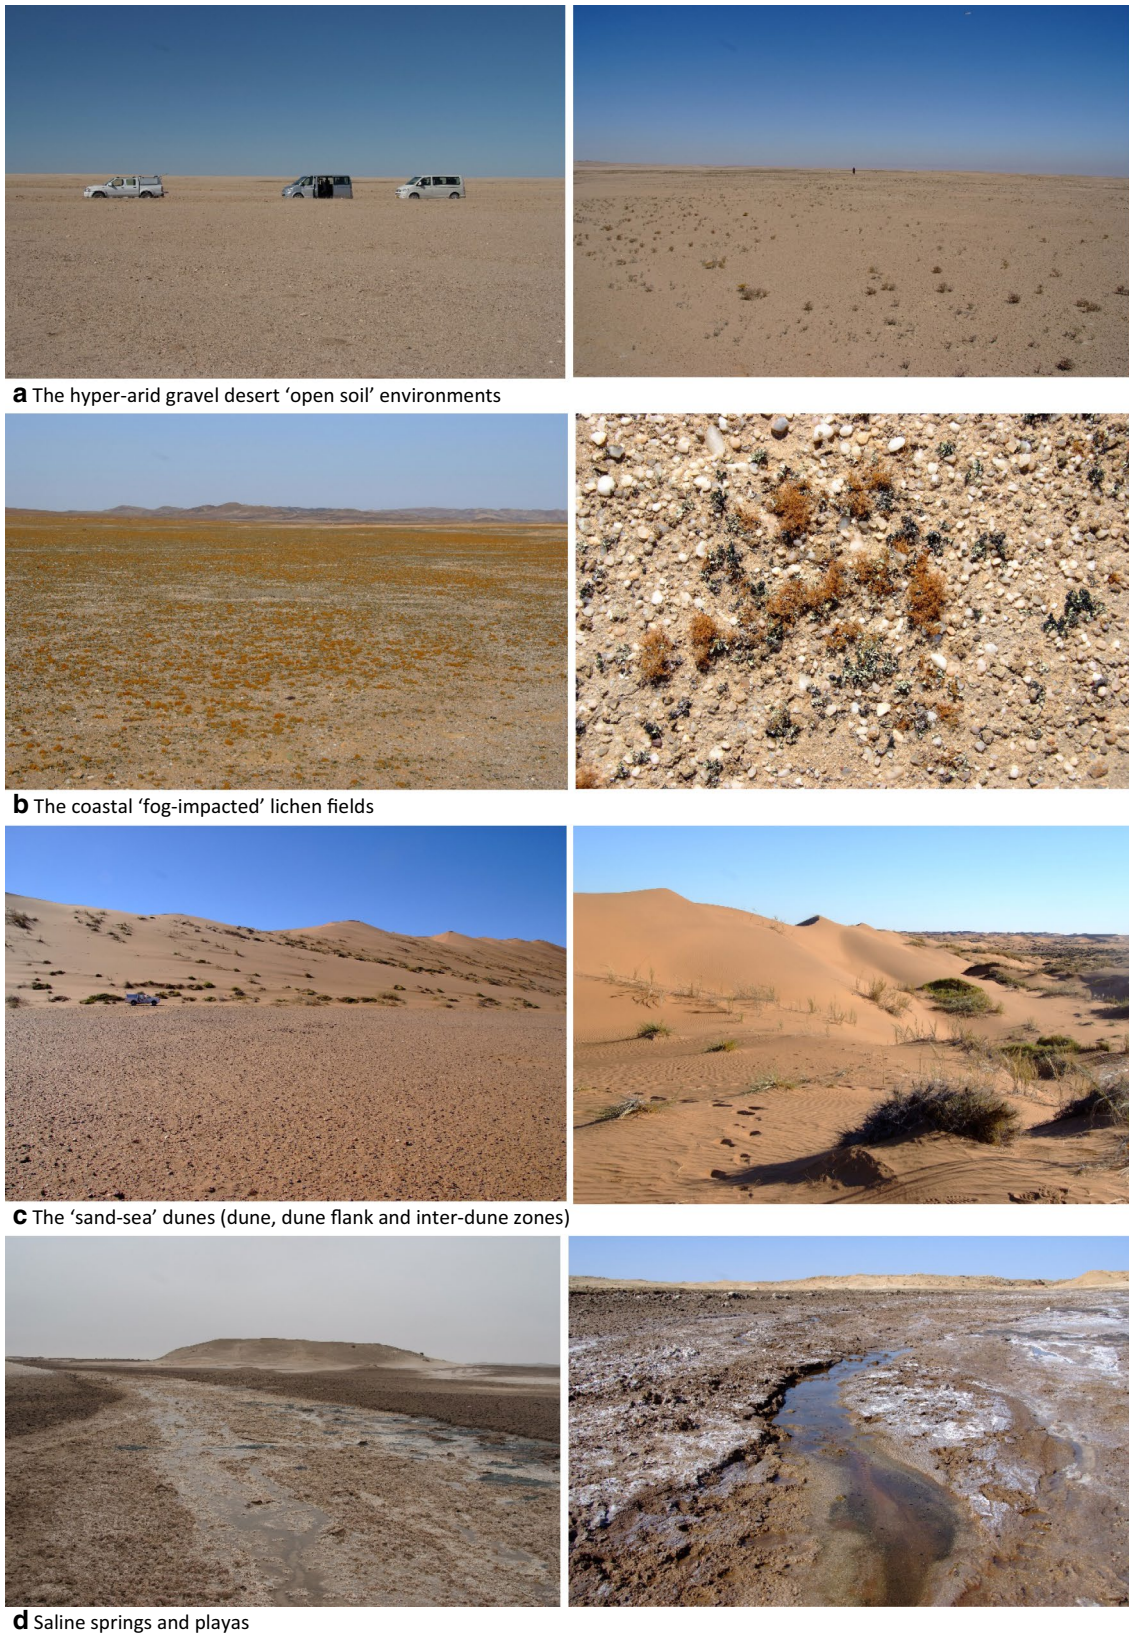 a The hyper-arid gravel desert ‘open soil’ environments
b The coastal ‘fog-impacted’ lichen fields
c The ‘sand-sea’ dunes (dune, dune flank and inter-dune zones)
d Saline springs and playas